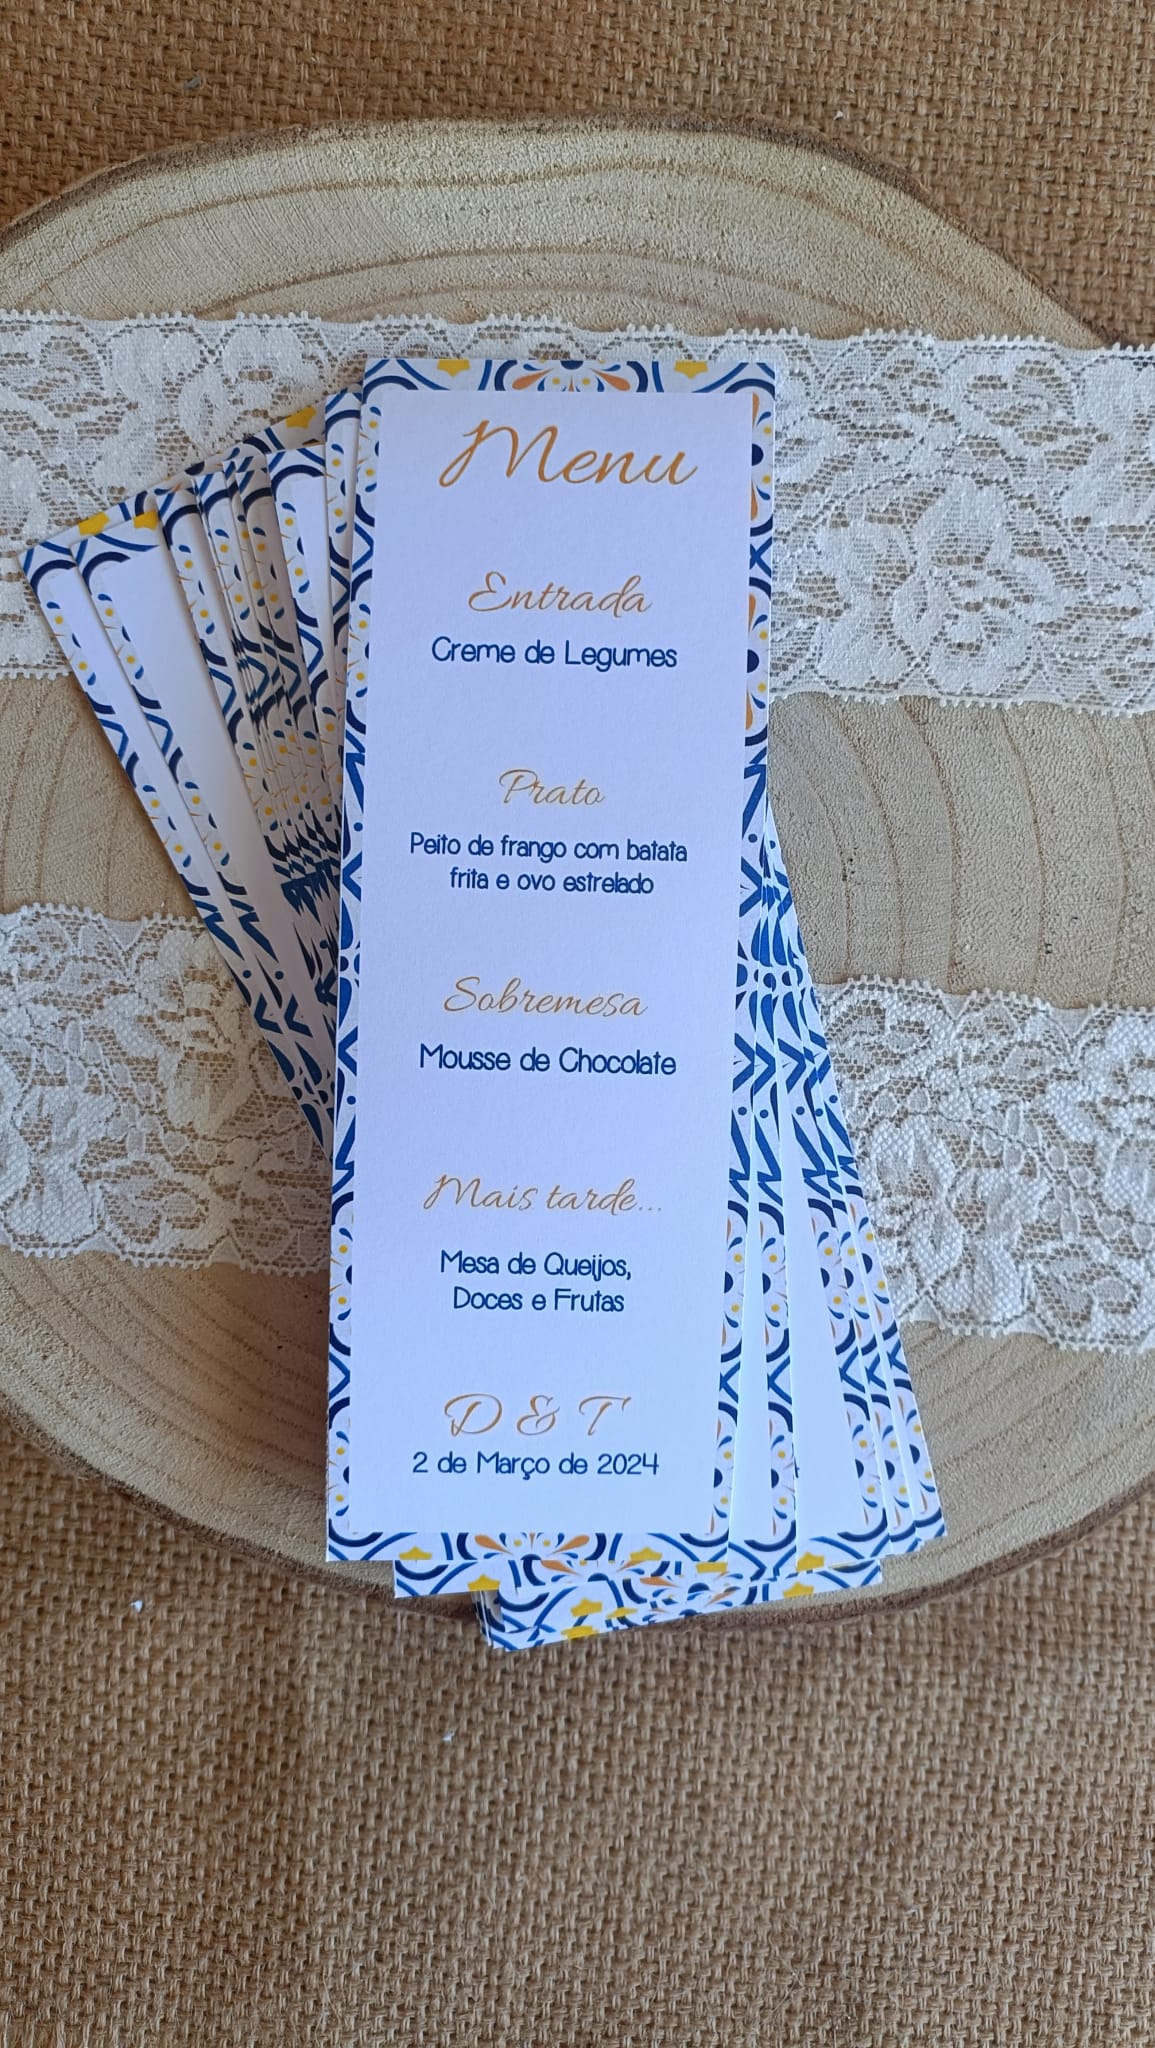 Menu
Entrada
Creme de Legumes
Prato
Peito de frango com batata
frita e ovo estrelado
Sobremesa
Mousse de Chocolate
Mais tarde...
Mesa de Queijos,
Doces e Frutas
D & T
2 de Março de 2024